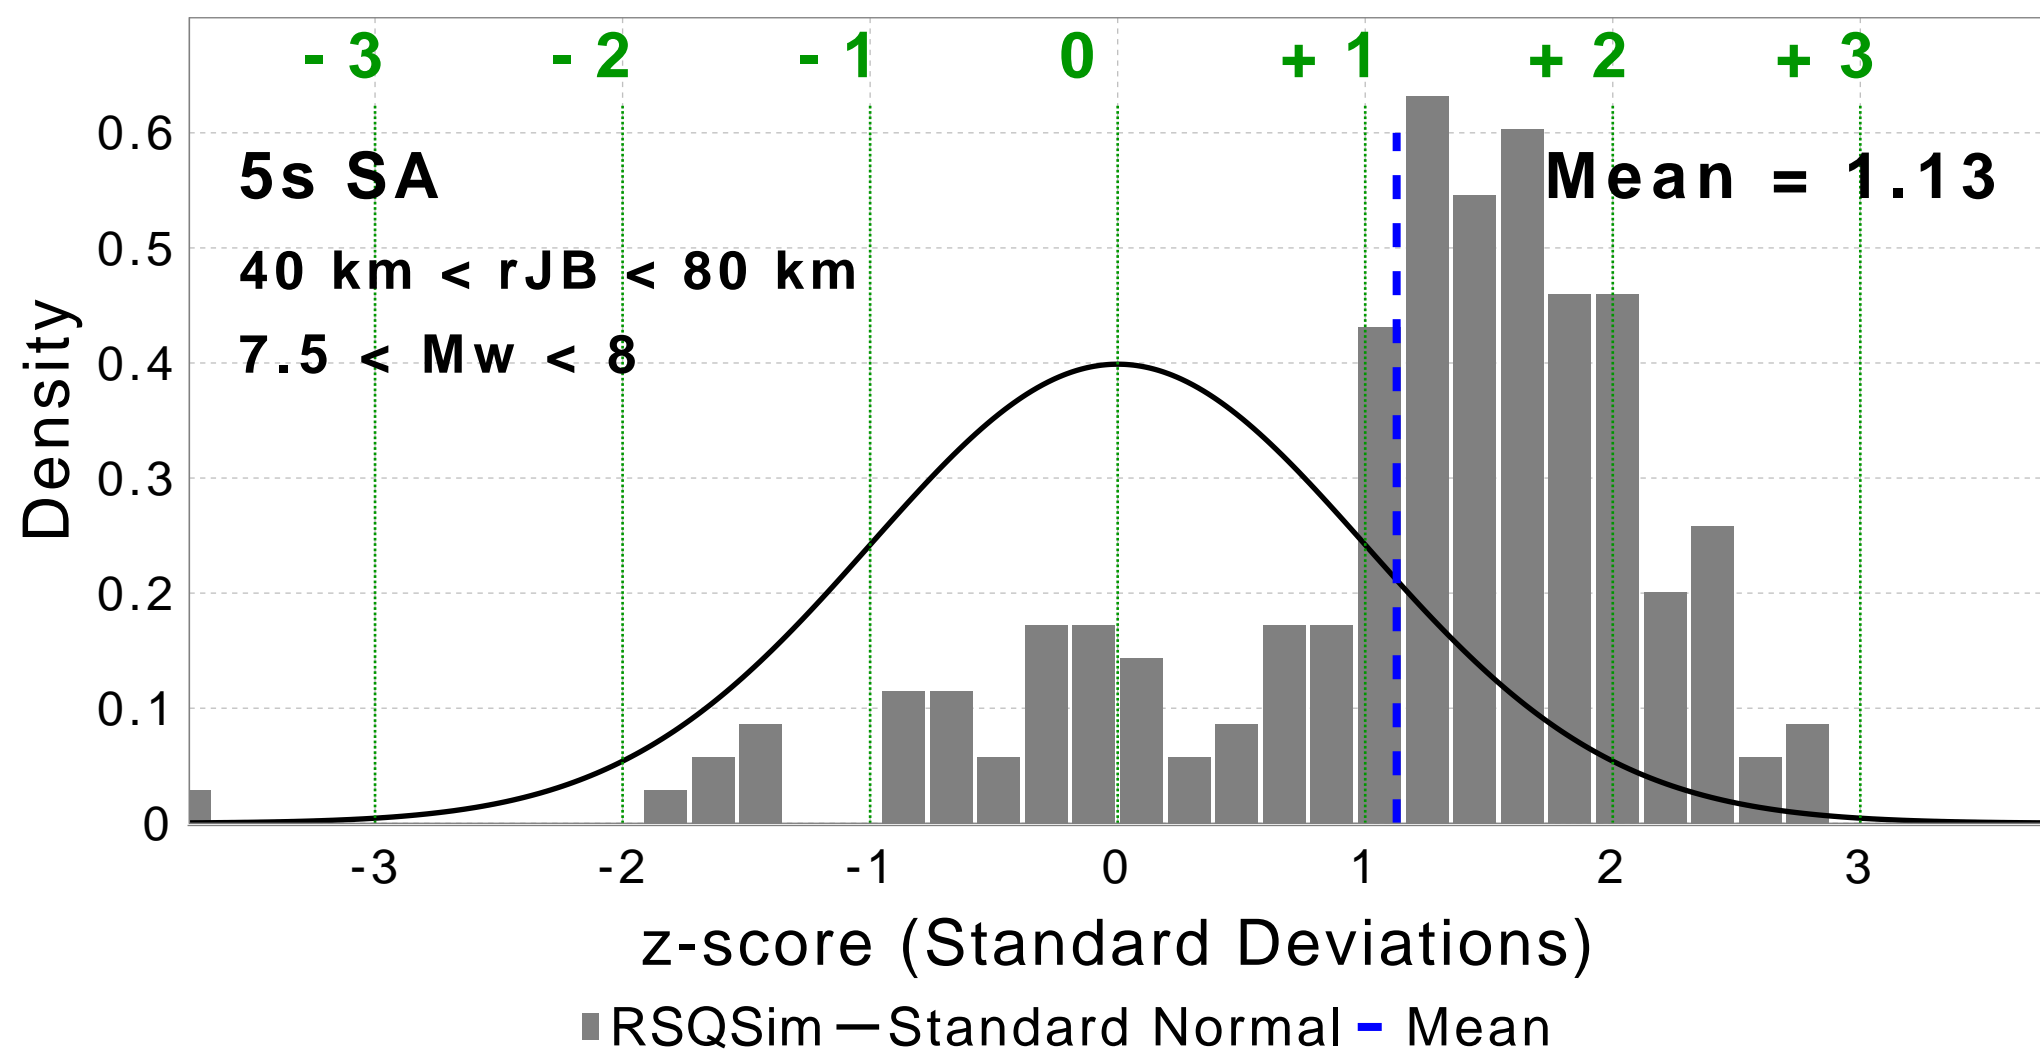 - 3 - 2 - 1 0 + 1 + 2 + 3
0.6
5s SA
Mean = 1.13
0.5
40 km < rJB < 80 km
0.4
7.5 < Mw < 8
0.3
0.2
0.1
0
Density
-3 -2 -1 0 1 2 3
z-score (Standard Deviations)
RSQSim Standard Normal Mean